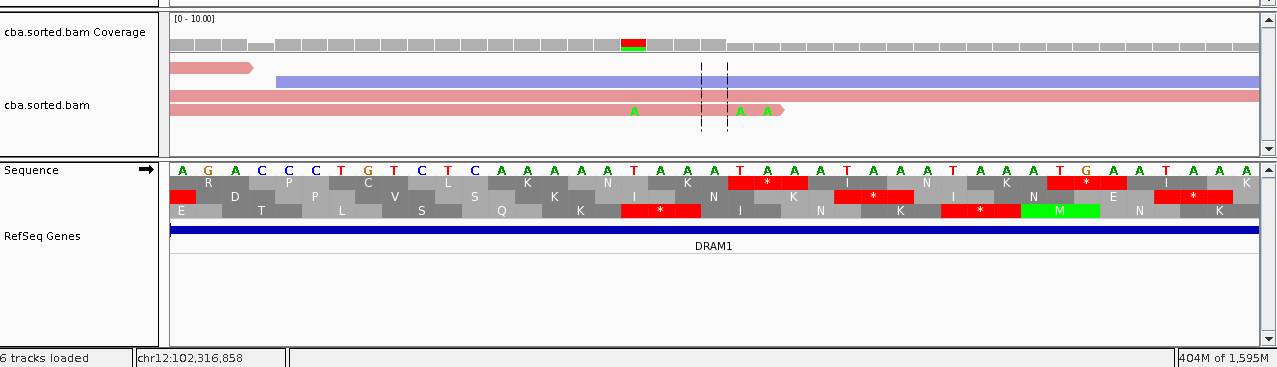 [0 - 10.00]
cba.sorted.bam Coverage
cba.sorted.bam
A A A
Sequence
A G A C C C T G T C T C A A A A A T A A A T A A A T A A A T A A A T G A A T A A A
R P C L K N K * I N K * I K
D P V S K I N K * I N E *
E T L S Q K * I N K * M N K
RefSeq Genes
DRAM1
6 tracks loaded
chr12:102,316,858
404M of 1,595M